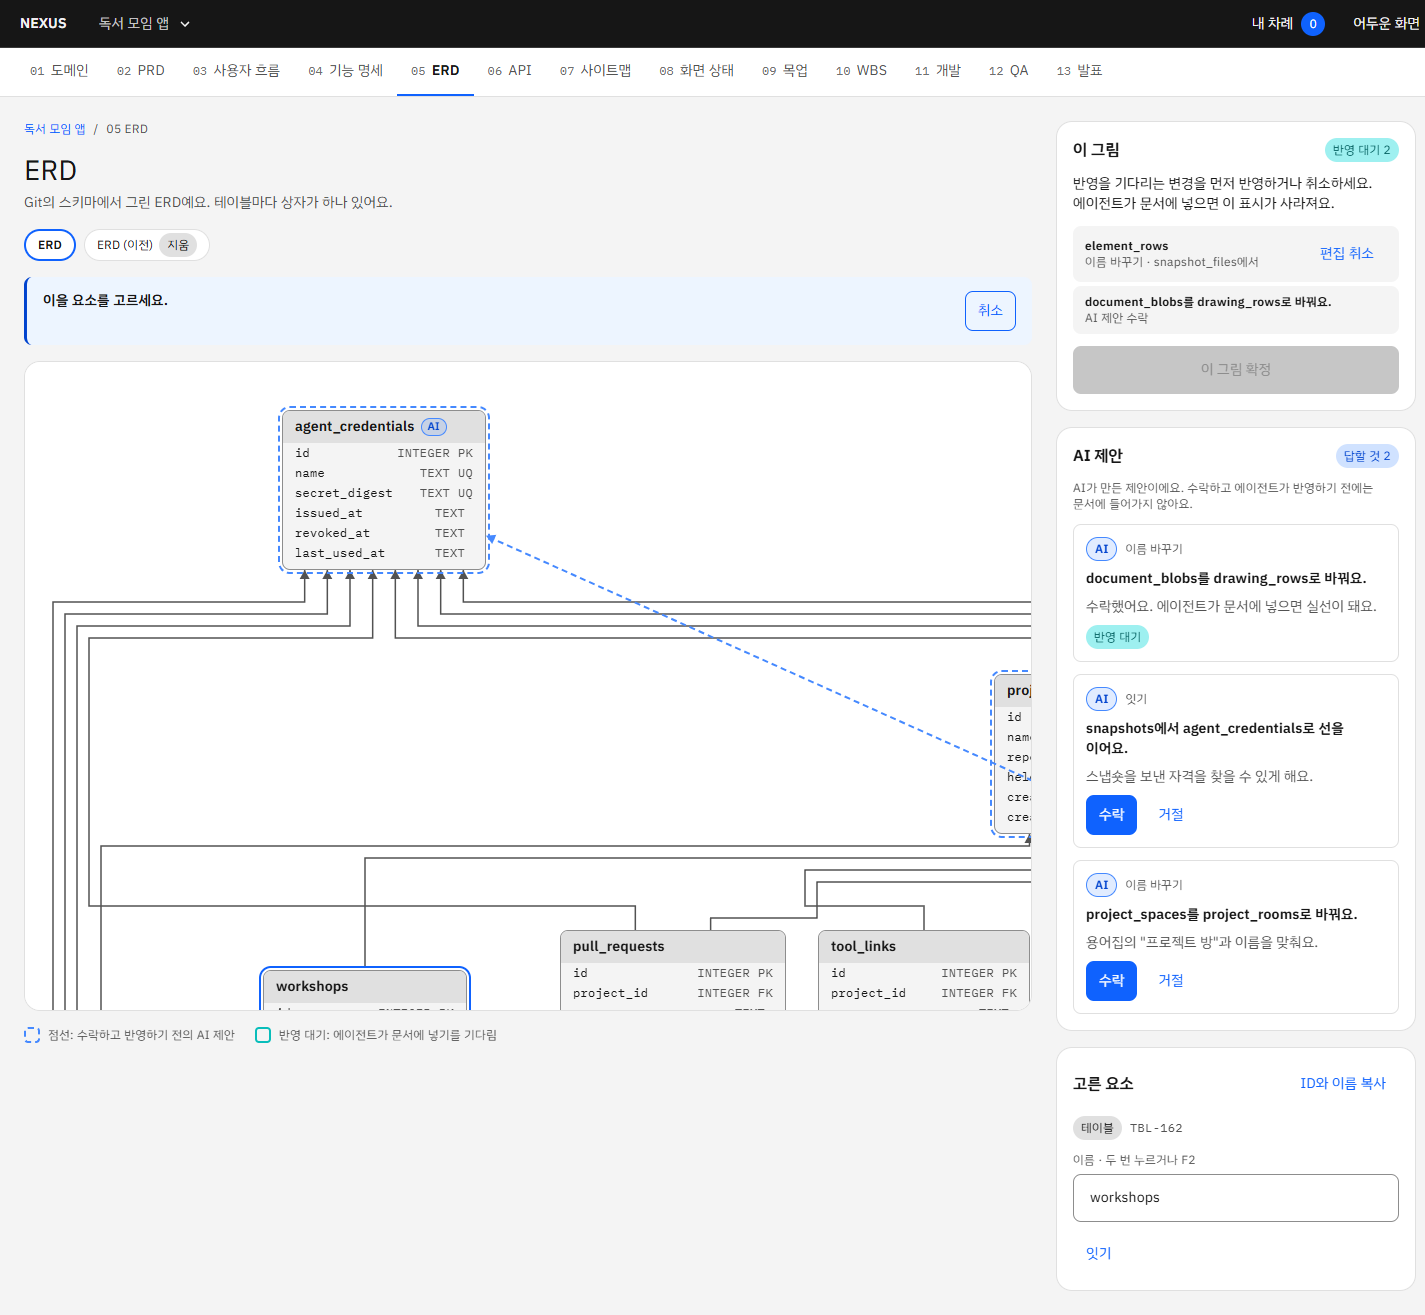 NEXUS 독서 모임 앱 내 차례 0 어두운 화면
01 도메인 02 PRD 03 사용자 흐름 04 기능 명세 05 ERD 06 API 07 사이트맵 08 화면 상태 09 목업 10 WBS 11 개발 12 QA 13 발표
독서 모임 앱 / 05 ERD
ERD
Git의 스키마에서 그린 ERD예요. 테이블마다 상자가 하나 있어요.
ERD ERD (이전) 지움
이을 요소를 고르세요.
취소
agent_credentials AI
id INTEGER PK
name TEXT UQ
secret_digest TEXT UQ
issued_at TEXT
revoked_at TEXT
last_used_at TEXT
id
pull_requests
id INTEGER PK
project_id INTEGER FK
tool_links
id INTEGER PK
project_id INTEGER FK
workshops
점선: 수락하고 반영하기 전의 AI 제안 반영 대기: 에이전트가 문서에 넣기를 기다림
이 그림 반영 대기 2
반영을 기다리는 변경을 먼저 반영하거나 취소하세요.
에이전트가 문서에 넣으면 이 표시가 사라져요.
element_rows
이름 바꾸기 · snapshot_files에서
편집 취소
document_blobs를 drawing_rows로 바꿔요.
AI 제안 수락
이 그림 확정
AI 제안 답할 것 2
AI가 만든 제안이에요. 수락하고 에이전트가 반영하기 전에는
문서에 들어가지 않아요.
AI 이름 바꾸기
document_blobs를 drawing_rows로 바꿔요.
수락했어요. 에이전트가 문서에 넣으면 실선이 돼요.
반영 대기
AI 잇기
snapshots에서 agent_credentials로 선을
이어요.
스냅숏을 보낸 자격을 찾을 수 있게 해요.
수락 거절
AI 이름 바꾸기
project_spaces를 project_rooms로 바꿔요.
용어집의 "프로젝트 방"과 이름을 맞춰요.
수락 거절
고른 요소 ID와 이름 복사
테이블 TBL-162
이름 · 두 번 누르거나 F2
workshops
잇기